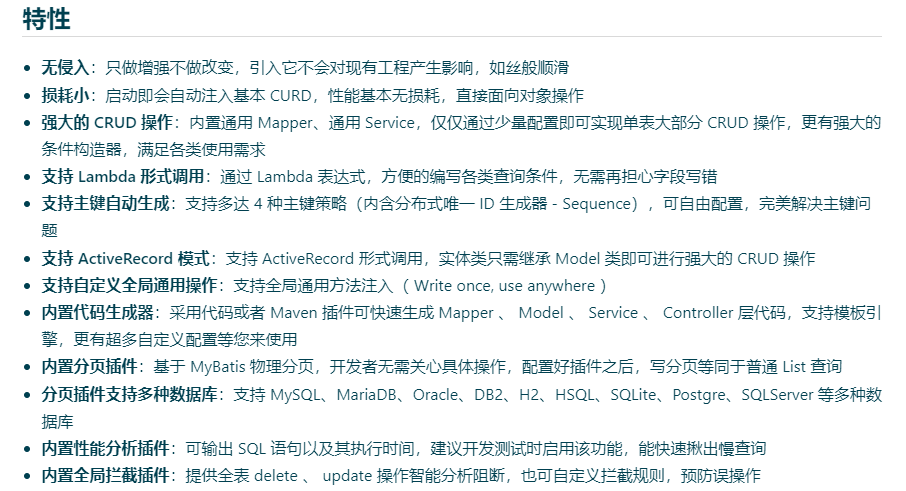 特性
无侵入：只做增强不做改变，引入它不会对现有工程产生影响，如丝般顺滑
损耗小：启动即会自动注入基本 CURD，性能基本无损耗，直接面向对象操作
强大的 CRUD 操作：内置通用 Mapper、通用 Service，仅仅通过少量配置即可实现单表大部分 CRUD 操作，更有强大的
条件构造器，满足各类使用需求
支持 Lambda 形式调用：通过 Lambda 表达式，方便的编写各类查询条件，无需再担心字段写错
支持主键自动生成：支持多达 4 种主键策略（内含分布式唯一 ID 生成器 - Sequence），可自由配置，完美解决主键问
题
支持 ActiveRecord 模式：支持 ActiveRecord 形式调用，实体类只需继承 Model 类即可进行强大的 CRUD 操作
支持自定义全局通用操作：支持全局通用方法注入（ Write once, use anywhere ）
内置代码生成器：采用代码或者 Maven 插件可快速生成 Mapper 、 Model 、 Service 、 Controller 层代码，支持模板引
擎，更有超多自定义配置等您来使用
内置分页插件：基于 MyBatis 物理分页，开发者无需关心具体操作，配置好插件之后，写分页等同于普通 List 查询
分页插件支持多种数据库：支持 MySQL、MariaDB、Oracle、DB2、H2、HSQL、SQLite、Postgre、SQLServer 等多种数
据库
内置性能分析插件：可输出 SQL 语句以及其执行时间，建议开发测试时启用该功能，能快速揪出慢查询
内置全局拦截插件：提供全表 delete 、 update 操作智能分析阻断，也可自定义拦截规则，预防误操作